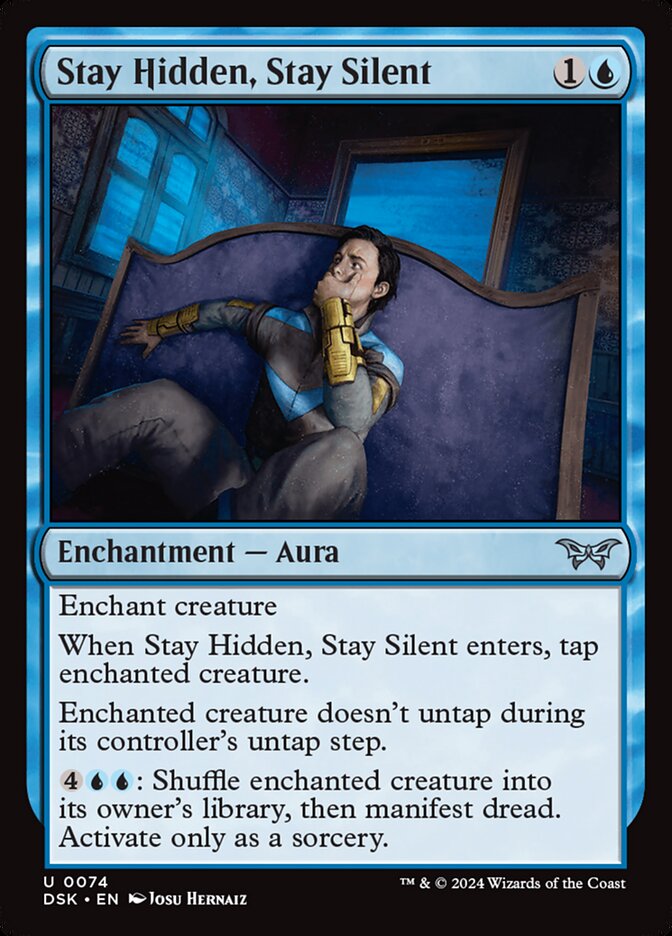 Stay Hidden, Stay Silent
1
Enchantment — Aura
Enchant creature
When Stay Hidden, Stay Silent enters, tap
enchanted creature.
Enchanted creature doesn't untap during
its controller's untap step.
4: Shuffle enchanted creature into
its owner's library, then manifest dread.
Activate only as a sorcery.
U 0074
DSK • EN Josu Hernaiz
™ & © 2024 Wizards of the Coast